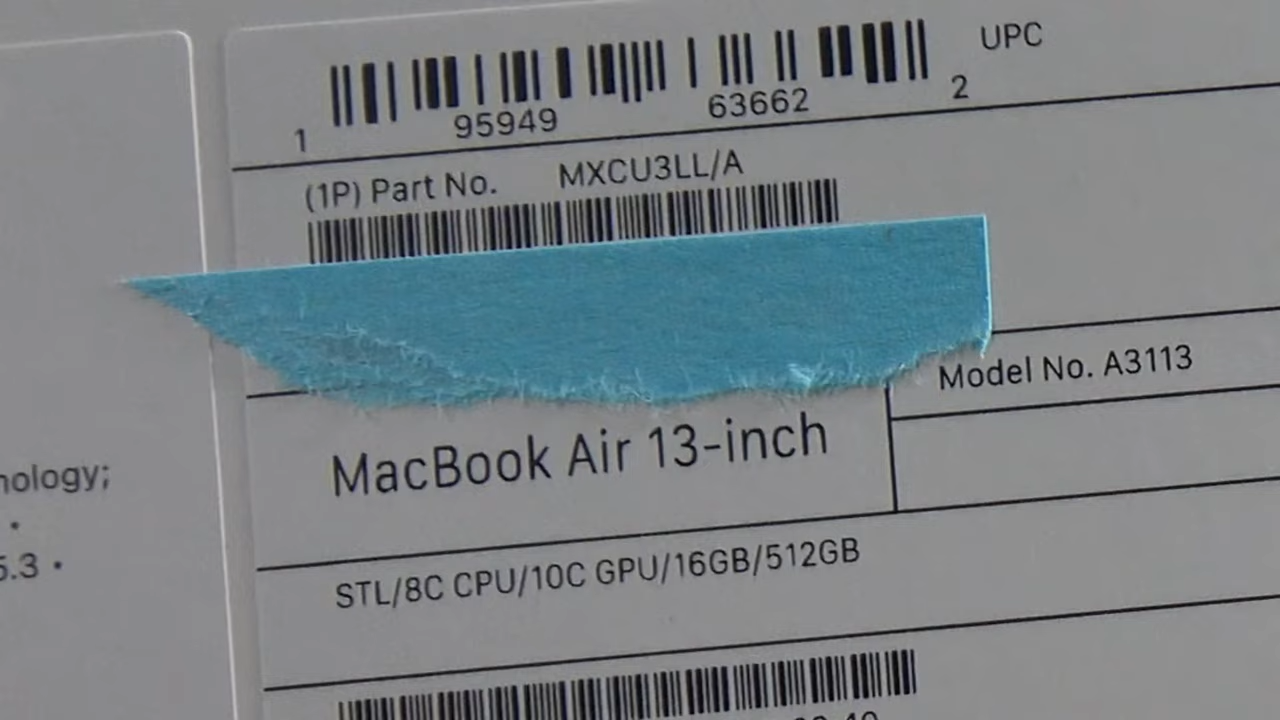 UPC
1 95949 63662 2
(1P) Part No. MXCU3LL/A
Model No. A3113
MacBook Air 13-inch
STL/8C CPU/10C GPU/16GB/512GB
5.3 •